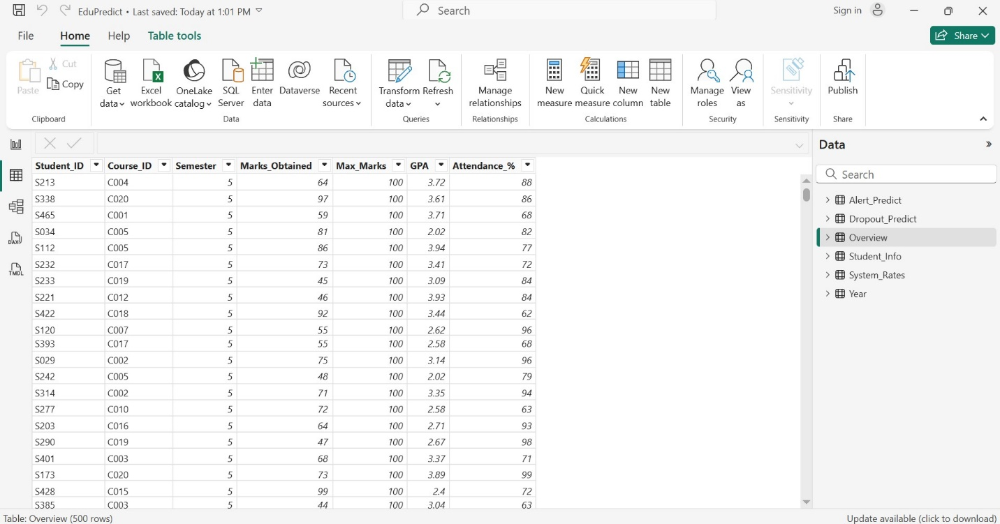 EduPredict • Last saved: Today at 1:01 PM
Search
Sign in
File
Home
Help
Table tools
Share
Paste
Cut
Copy
Clipboard
Get data
Excel workbook
OneLake catalog
SQL Server
Enter data
Dataverse
Recent sources
Data
Transform data
Refresh
Queries
Manage relationships
Relationships
New measure
Quick measure
New column
New table
Calculations
Manage roles
View as
Security
Sensitivity
Sensitivity
Publish
Share
DAX
TMDL
Student_ID Course_ID Semester Marks_Obtained Max_Marks GPA Attendance_%
S213 C004 5 64 100 3.72 88
S338 C020 5 97 100 3.61 86
S465 C001 5 59 100 3.71 68
S034 C005 5 81 100 2.02 82
S112 C005 5 86 100 3.94 77
S232 C017 5 73 100 3.41 72
S233 C019 5 45 100 3.09 84
S221 C012 5 46 100 3.93 84
S422 C018 5 92 100 3.44 62
S120 C007 5 55 100 2.62 96
S393 C017 5 55 100 2.58 68
S029 C002 5 75 100 3.14 96
S242 C005 5 48 100 2.02 79
S314 C002 5 71 100 3.35 94
S277 C010 5 72 100 2.58 63
S203 C016 5 64 100 2.71 93
S290 C019 5 47 100 2.67 98
S401 C003 5 68 100 3.37 71
S173 C020 5 73 100 3.89 99
S428 C015 5 99 100 2.4 72
S385 C003 5 44 100 3.04 63
Data
Search
Alert_Predict
Dropout_Predict
Overview
Student_Info
System_Rates
Year
Table: Overview (500 rows)
Update available (click to download)